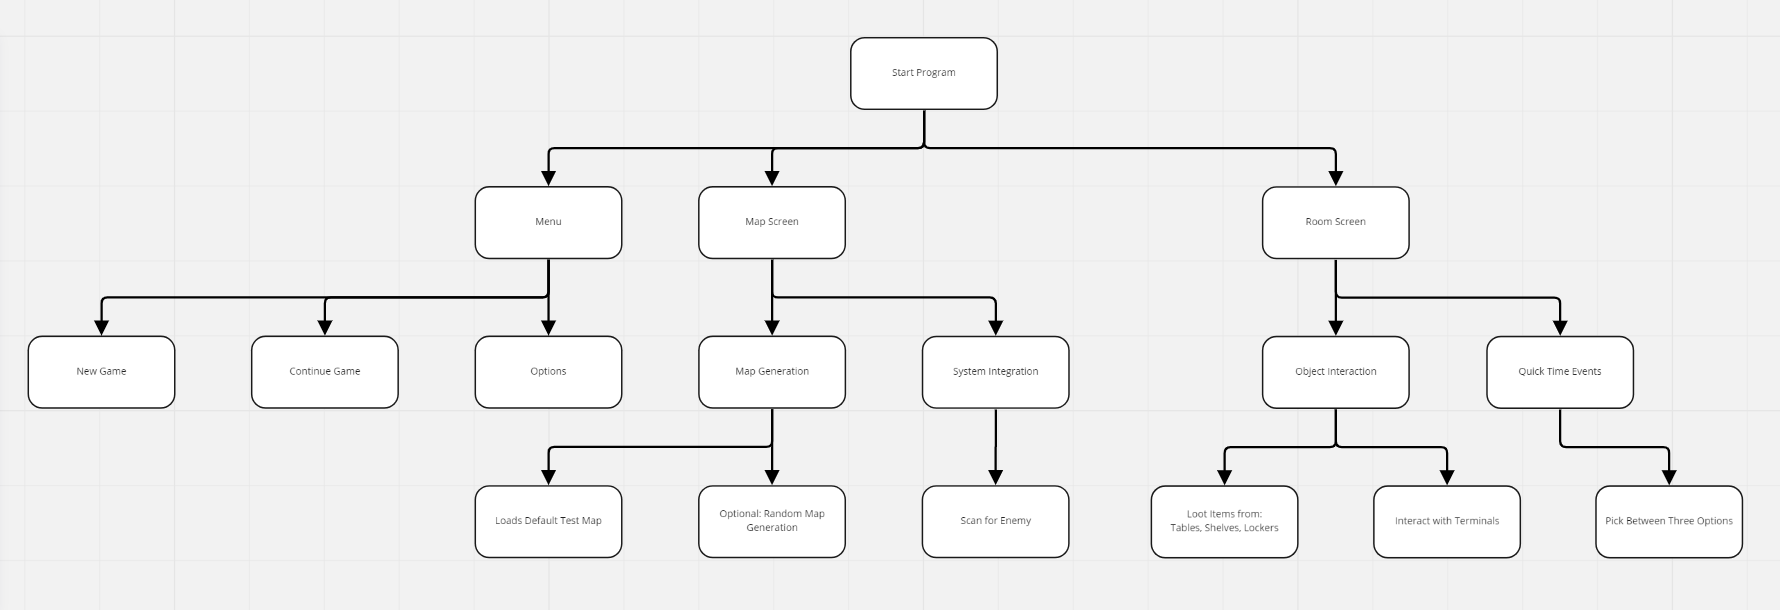 Start Program
Menu
Map Screen
Room Screen
New Game
Continue Game
Options
Map Generation
System Integration
Object Interaction
Quick Time Events
Loads Default Test Map
Optional: Random Map
Generation
Scan for Enemy
Loot Items from:
Tables, Shelves, Lockers
Interact with Terminals
Pick Between Three Options